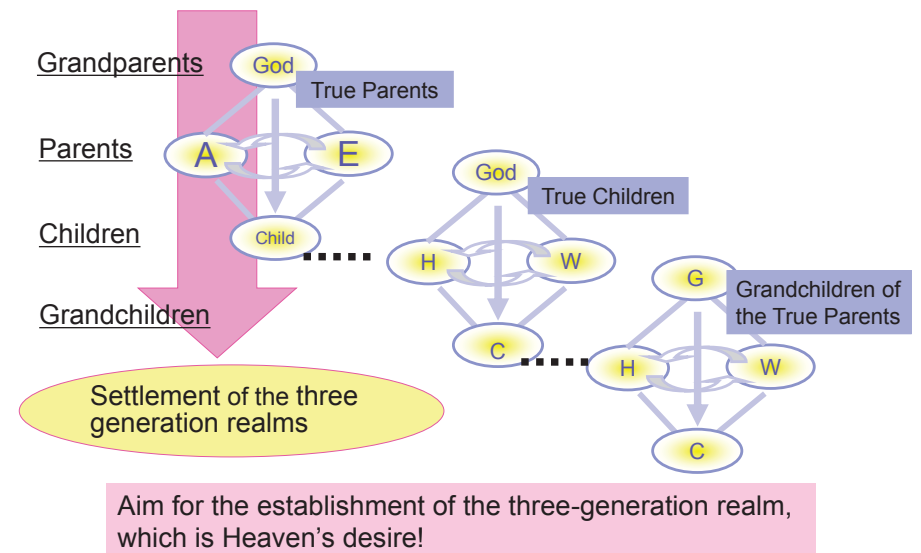 Grandparents
God
True Parents
Parents
A
E
Children
Child
Grandchildren
God
True Children
H
W
C
G
Grandchildren of
the True Parents
H
W
C
Settlement of the three
generation realms
Aim for the establishment of the three-generation realm,
which is Heaven's desire!